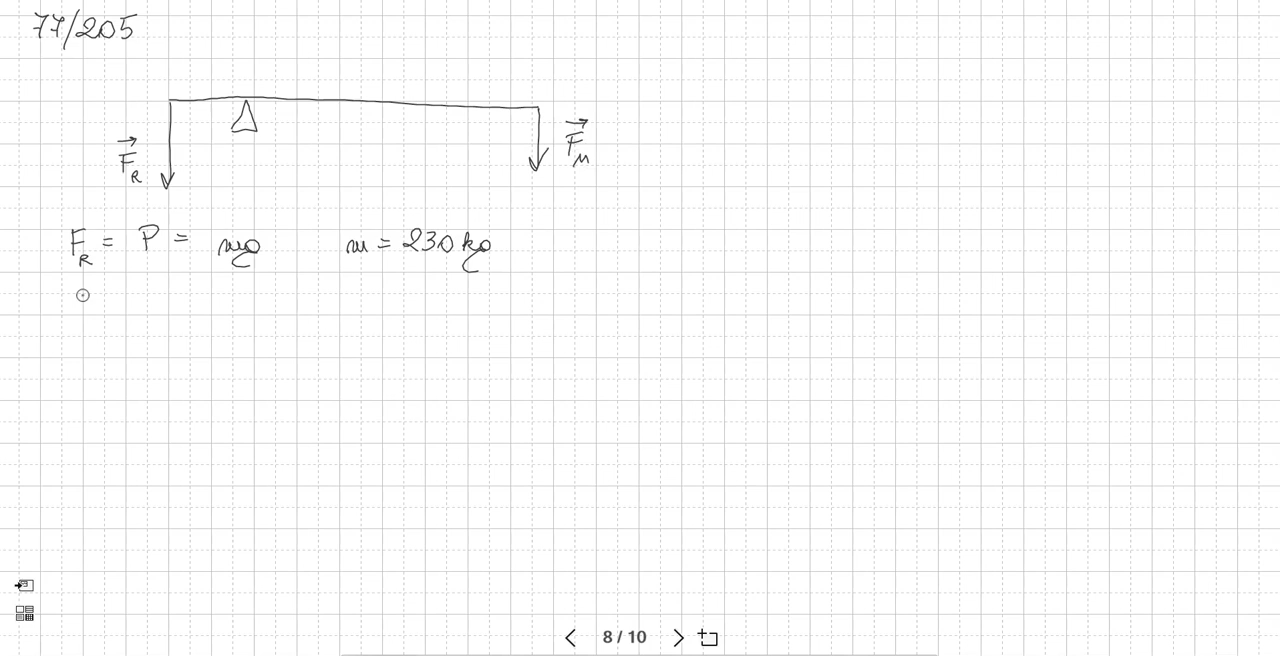 77/205
F_R
F_M
F_R = P = mg m = 230 kg
8 / 10